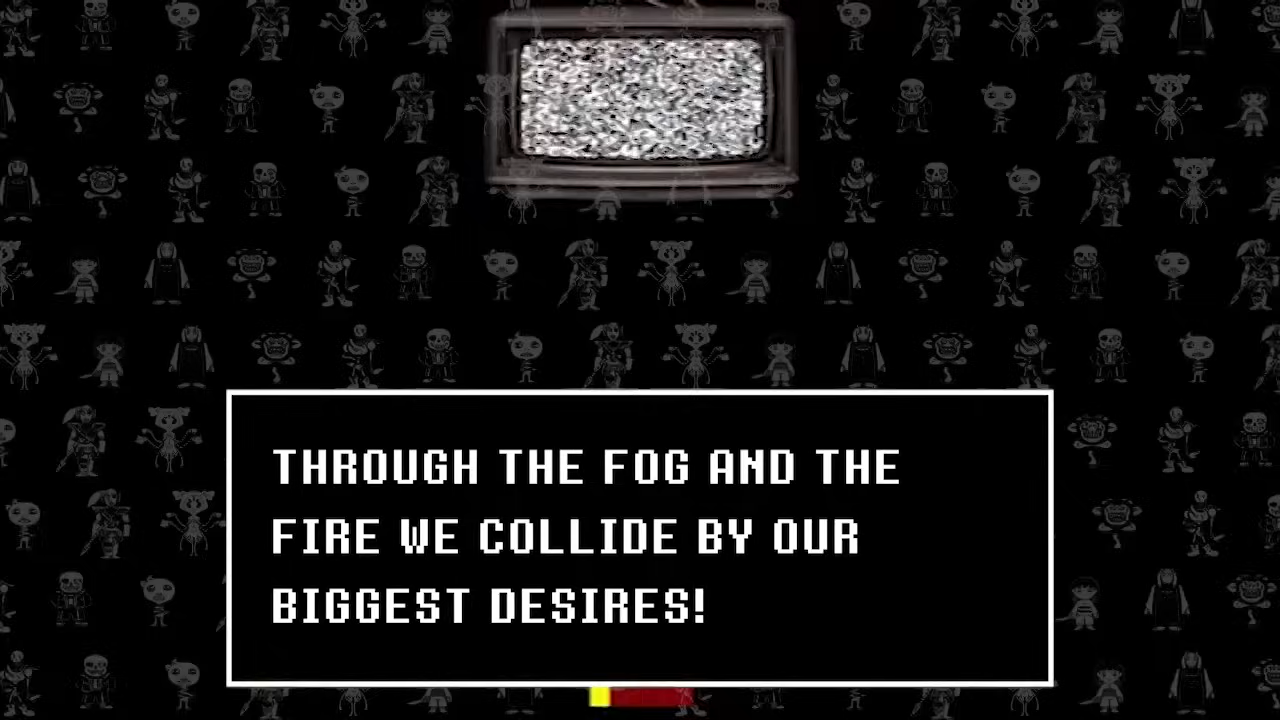 THROUGH THE FOG AND THE
FIRE WE COLLIDE BY OUR
BIGGEST DESIRES!